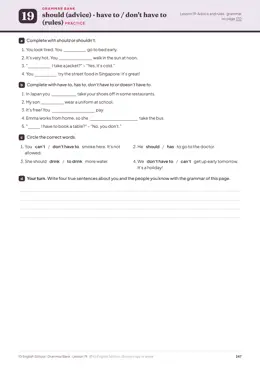 GRAMMAR BANK
19
should (advice) - have to / don't have to
(rules) PRACTICE
Complete with should or shouldn't.
1. You look tired. You __________ go to bed early.
2. It's very hot. You __________ walk in the sun at noon.
3. "__________ I take a jacket?" - "Yes, it's cold."
4. You __________ try the street food in Singapore. It's great!
Complete with have to, has to, don't have to or doesn't have to.
1. In Japan you __________ take your shoes off in some restaurants.
2. My son __________ wear a uniform at school.
3. It's free! You __________ pay.
4. Emma works from home, so she __________ take the bus.
5. "_____ I have to book a table?" - "No, you don't."
Circle the correct words.
1. You can't / don't have to smoke here. It's not allowed.
2. He should / has to go to the doctor.
3. She should drink / to drink more water.
4. We don't have to / can't get up early tomorrow. It's a holiday!
Your turn. Write four true sentences about you and the people you know with the grammar of this page.